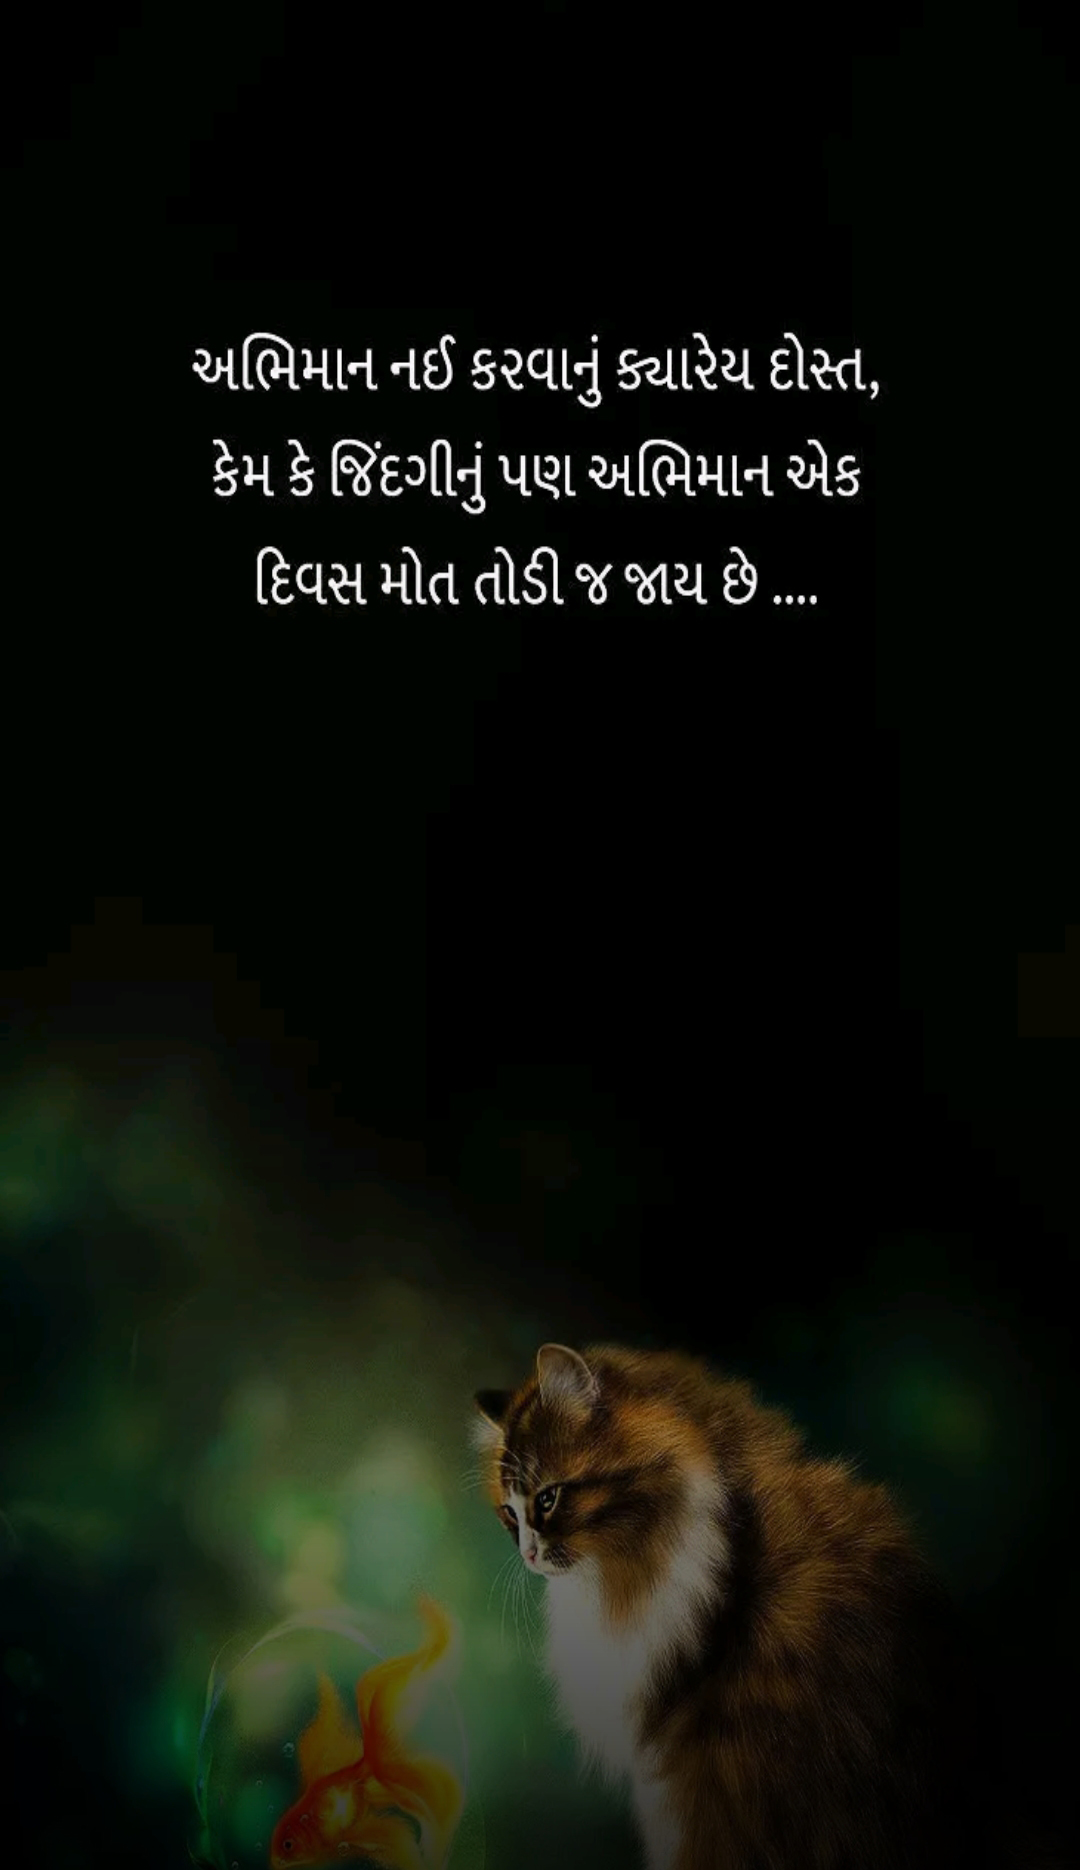 અભિમાન નઈ કરવાનું ક્યારેય દોસ્ત,
કેમ કે જિંદગીનું પણ અભિમાન એક
દિવસ મોત તોડી જ જાય છે ....